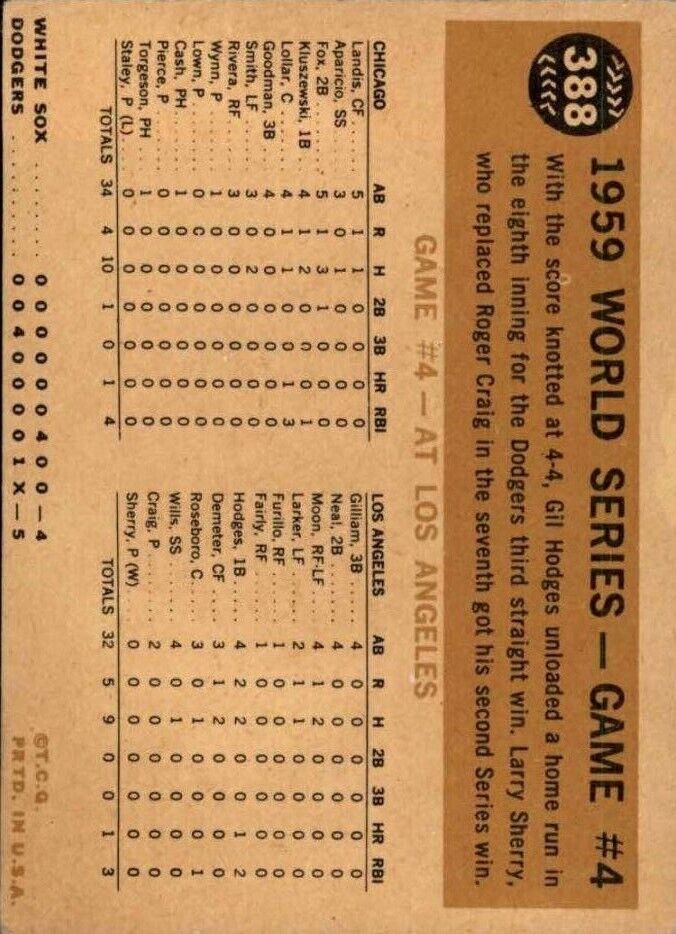 388
1959 WORLD SERIES — GAME #4
With the score knotted at 4-4, Gil Hodges unloaded a home run in
the eighth inning for the Dodgers third straight win. Larry Sherry,
who replaced Roger Craig in the seventh got his second Series win.
GAME #4 — AT LOS ANGELES
CHICAGO AB R H 2B 3B HR RBI
Landis, CF..... 5 1 1 0 0 0 0
Aparicio, SS ... 3 0 1 0 0 0 0
Fox, 2B ...... 5 1 3 1 0 0 0
Kluszewski, 1B . 4 1 2 0 0 0 1
Lollar, C ..... 4 1 1 0 0 1 3
Goodman, 3B .. 4 0 0 0 0 0 0
Smith, LF .... 3 0 2 0 0 0 0
Rivera, RF .... 3 0 0 0 0 0 0
Wynn, P ..... 1 0 0 0 0 0 0
Lown, P ..... 0 0 0 0 0 0 0
Cash, PH .... 1 0 0 0 0 0 0
Pierce, P .... 0 0 0 0 0 0 0
Torgeson, PH .. 1 0 0 0 0 0 0
Staley, P (L) ... 0 0 0 0 0 0 0
TOTALS 34 4 10 1 0 1 4
LOS ANGELES AB R H 2B 3B HR RBI
Gilliam, 3B .... 4 0 0 0 0 0 0
Neal, 2B ..... 4 0 0 0 0 0 0
Moon, RF-LF ... 4 1 2 0 0 0 0
Larker, LF .... 2 1 1 0 0 0 0
Furillo, RF .... 1 0 0 0 0 0 0
Fairly, RF .... 1 0 0 0 0 0 0
Hodges, 1B ... 4 2 2 0 0 1 2
Demeter, CF ... 3 1 2 0 0 0 0
Roseboro, C ... 3 0 1 0 0 0 1
Wills, SS ..... 4 0 1 0 0 0 0
Craig, P ..... 2 0 0 0 0 0 0
Sherry, P (W) .. 0 0 0 0 0 0 0
TOTALS 32 5 9 0 0 1 3
WHITE SOX ........ 0 0 0 0 0 0 4 0 0 — 4
DODGERS ......... 0 0 4 0 0 0 0 1 X — 5
©T.C.G.
PRTD. IN U.S.A.